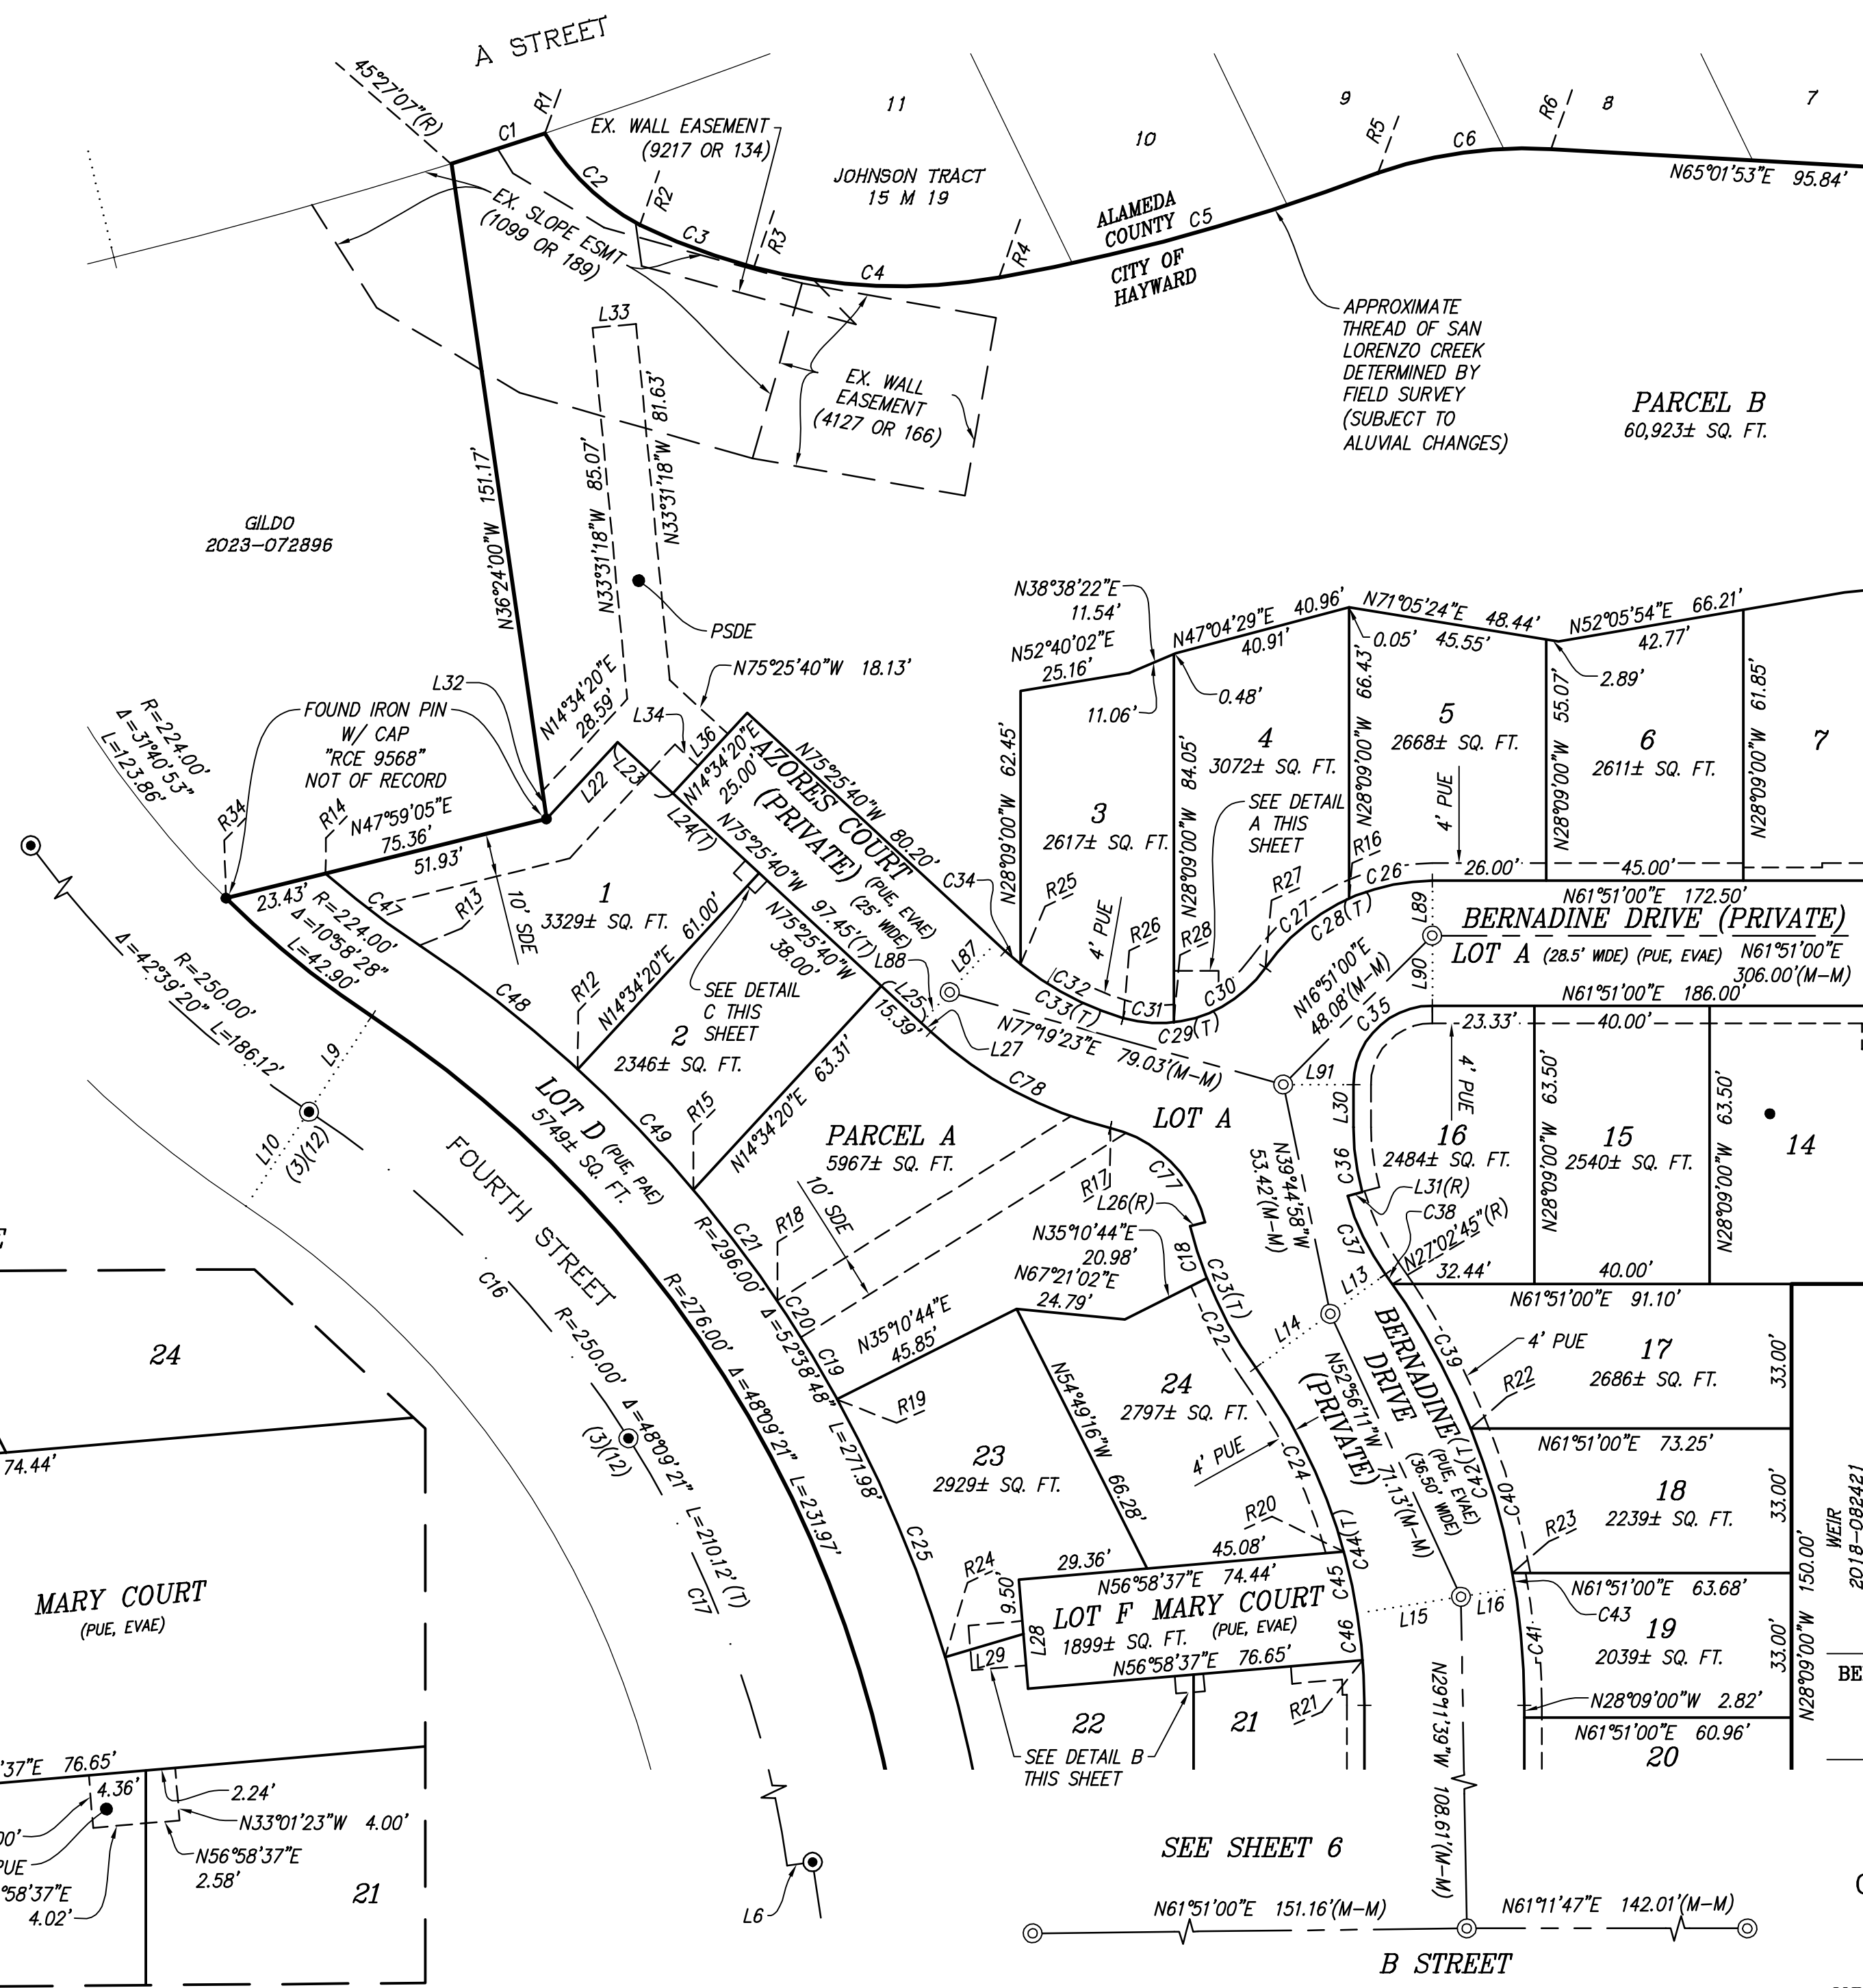 A STREET
45°27'07"(R)
C1
R1
EX. WALL EASEMENT
(9217 OR 134)
C2
R2
EX. SLOPE ESMT
(1099 OR 189)
C3
R3
C4
R4
11
JOHNSON TRACT
15 M 19
10
ALAMEDA
COUNTY
C5
CITY OF
HAYWARD
9
R5
C6
R6
8
7
N65°01'53"E 95.84'
L33
EX. WALL
EASEMENT
(4127 OR 166)
APPROXIMATE
THREAD OF SAN
LORENZO CREEK
DETERMINED BY
FIELD SURVEY
(SUBJECT TO
ALUVIAL CHANGES)
PARCEL B
60,923± SQ. FT.
N36°24'00"W 151.17'
N33°31'18"W 85.07'
N33°31'18"W 81.63'
GILDO
2023-072896
PSDE
N75°25'40"W 18.13'
L32
N14°34'20"E
28.59'
L34
L36
FOUND IRON PIN
W/ CAP
"RCE 9568"
NOT OF RECORD
R=224.00'
Δ=31°40'53"
L=123.86'
R34
R14
N47°59'05"E
75.36'
51.93'
23.43'
L22
L23
N14°34'20"E
25.00'
L24(T)
AZORES COURT
(PRIVATE) (PUE, EVAE)
(25' WIDE)
N75°25'40"W 80.20'
N75°25'40"W 97.45'(T)
N75°25'40"W
38.00'
C47
R=224.00'
Δ=10°58'28"
L=42.90'
R13
10' SDE
1
3329± SQ. FT.
N14°34'20"E 61.00'
SEE DETAIL
C THIS
SHEET
R12
C48
2
2346± SQ. FT.
N14°34'20"E 63.31'
L88
L87
L25
15.39'
L27
C34
N38°38'22"E
11.54'
N52°40'02"E
25.16'
N47°04'29"E 40.96'
40.91'
11.06'
0.48'
N71°05'24"E 48.44'
45.55'
0.05'
N52°05'54"E 66.21'
42.77'
2.89'
N28°09'00"W 62.45'
3
2617± SQ. FT.
N28°09'00"W 84.05'
4
3072± SQ. FT.
N28°09'00"W 66.43'
5
2668± SQ. FT.
4' PUE
N28°09'00"W 55.07'
6
2611± SQ. FT.
N28°09'00"W 61.85'
7
SEE DETAIL
A THIS
SHEET
R25
4' PUE
R26
R28
R27
R16
C26
C27
C28(T)
C30
C29(T)
C31
C32
C33(T)
26.00'
45.00'
N61°51'00"E 172.50'
L89
BERNADINE DRIVE (PRIVATE)
LOT A (28.5' WIDE) (PUE, EVAE)
N61°51'00"E
306.00'(M-M)
L90
N61°51'00"E 186.00'
23.33'
40.00'
N16°51'00"E
48.08'(M-M)
C35
N77°19'23"E 79.03'(M-M)
L91
L30
LOT A
Δ=42°39'20" L=186.12'
R=250.00'
L9
L10
(3)(12)
LOT D (PUE, PAE)
5749± SQ. FT.
C49
R15
C78
PARCEL A
5967± SQ. FT.
C77
R17
L26(R)
10' SDE
R18
N39°44'58"W
53.42'(M-M)
C36
4' PUE
16
2484± SQ. FT.
L31(R)
C38
C37
N27°02'45"(R)
32.44'
N28°09'00"W 63.50'
15
2540± SQ. FT.
N28°09'00"W 63.50'
14
40.00'
N61°51'00"E 91.10'
FOURTH STREET
C16
R=250.00' Δ=48°09'21" L=210.12'(T)
(3)(12)
C17
C21
R=296.00' Δ=52°38'48" L=271.98'
R=276.00' Δ=48°09'21" L=231.97'
C20
C19
N35°10'44"E
20.98'
N67°21'02"E
24.79'
N35°10'44"E
45.85'
R19
C18
C23(T)
C22
L14
L13
N54°49'16"W 66.28'
24
2797± SQ. FT.
4' PUE
C24
23
2929± SQ. FT.
R20
C44(T)
BERNADINE
DRIVE
(PRIVATE)
(PUE, EVAE)
(36.50' WIDE)
N52°56'11"W 71.13'(M-M)
C42(T)
C39
4' PUE
17
2686± SQ. FT.
33.00'
R22
N61°51'00"E 73.25'
C40
18
2239± SQ. FT.
33.00'
R23
N61°51'00"E 63.68'
C43
19
2039± SQ. FT.
33.00'
C41
N28°09'00"W 2.82'
N61°51'00"E 60.96'
20
N28°09'00"W 150.00'
WEIR
2018-082421
BE
C25
R24
29.36'
45.08'
N56°58'37"E 74.44'
9.50'
L28
LOT F MARY COURT
1899± SQ. FT. (PUE, EVAE)
L29
N56°58'37"E 76.65'
C45
C46
L15
L16
R21
22
21
SEE DETAIL B
THIS SHEET
N29°11'39"W 108.61'(M-M)
24
74.44'
MARY COURT
(PUE, EVAE)
'37"E 76.65'
4.36'
2.24'
N33°01'23"W 4.00'
N56°58'37"E
2.58'
00'
PUE
°58'37"E
4.02'
21
L6
SEE SHEET 6
N61°51'00"E 151.16'(M-M)
N61°11'47"E 142.01'(M-M)
B STREET